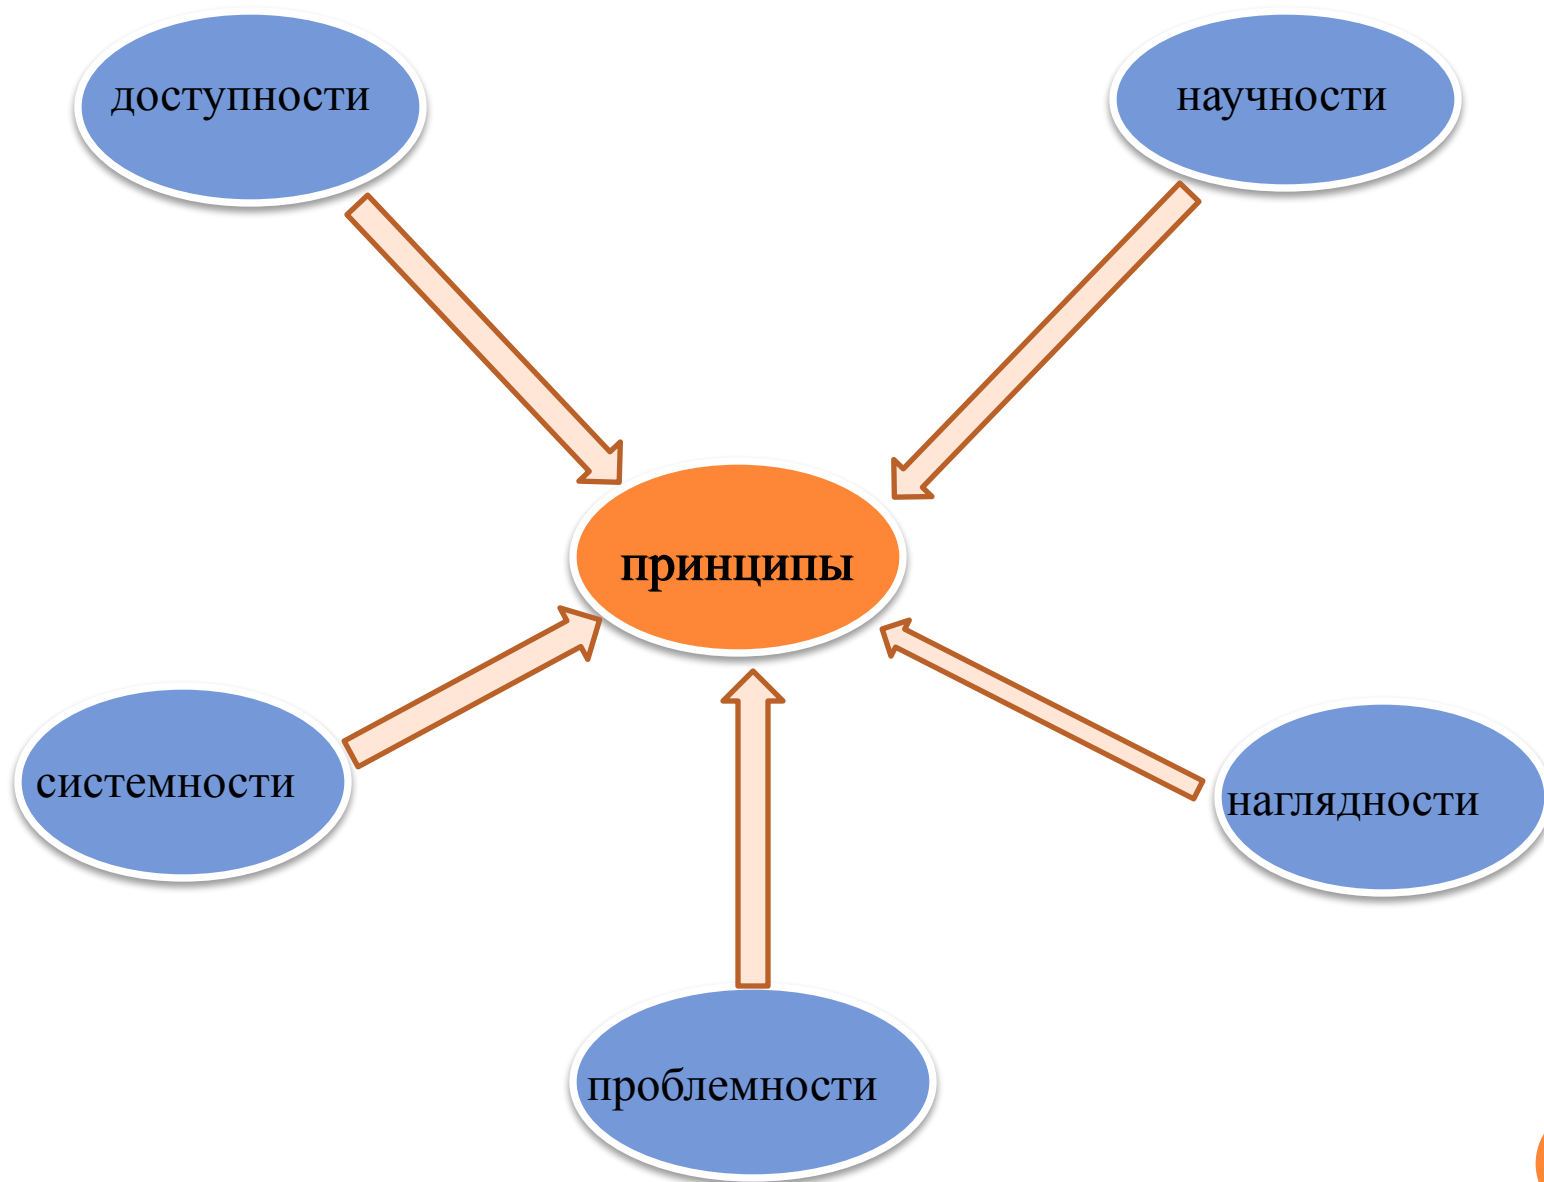 доступности
научности
принципы
системности
наглядности
проблемности